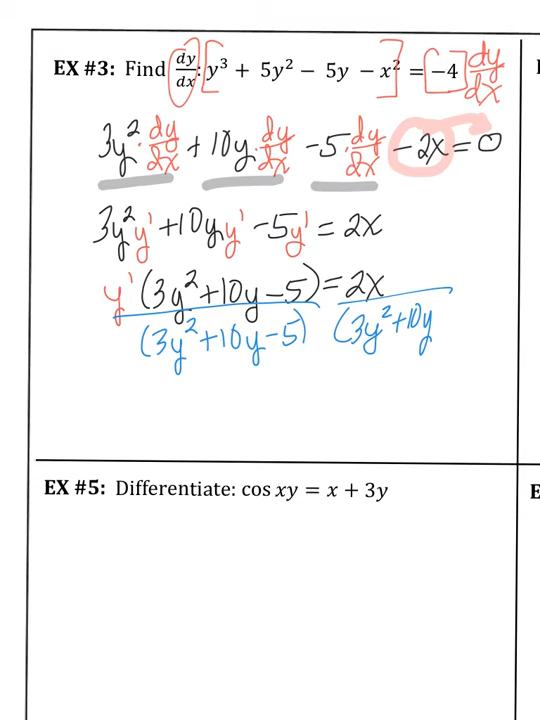 EX #3: Find dy/dx: [y³ + 5y² − 5y − x²] = [−4] dy/dx
3y² · dy/dx + 10y · dy/dx − 5 · dy/dx − 2x = 0
3y²y' + 10y y' − 5y' = 2x
y'(3y² + 10y − 5) = 2x
(3y² + 10y − 5) (3y² + 10y
EX #5: Differentiate: cos xy = x + 3y
E